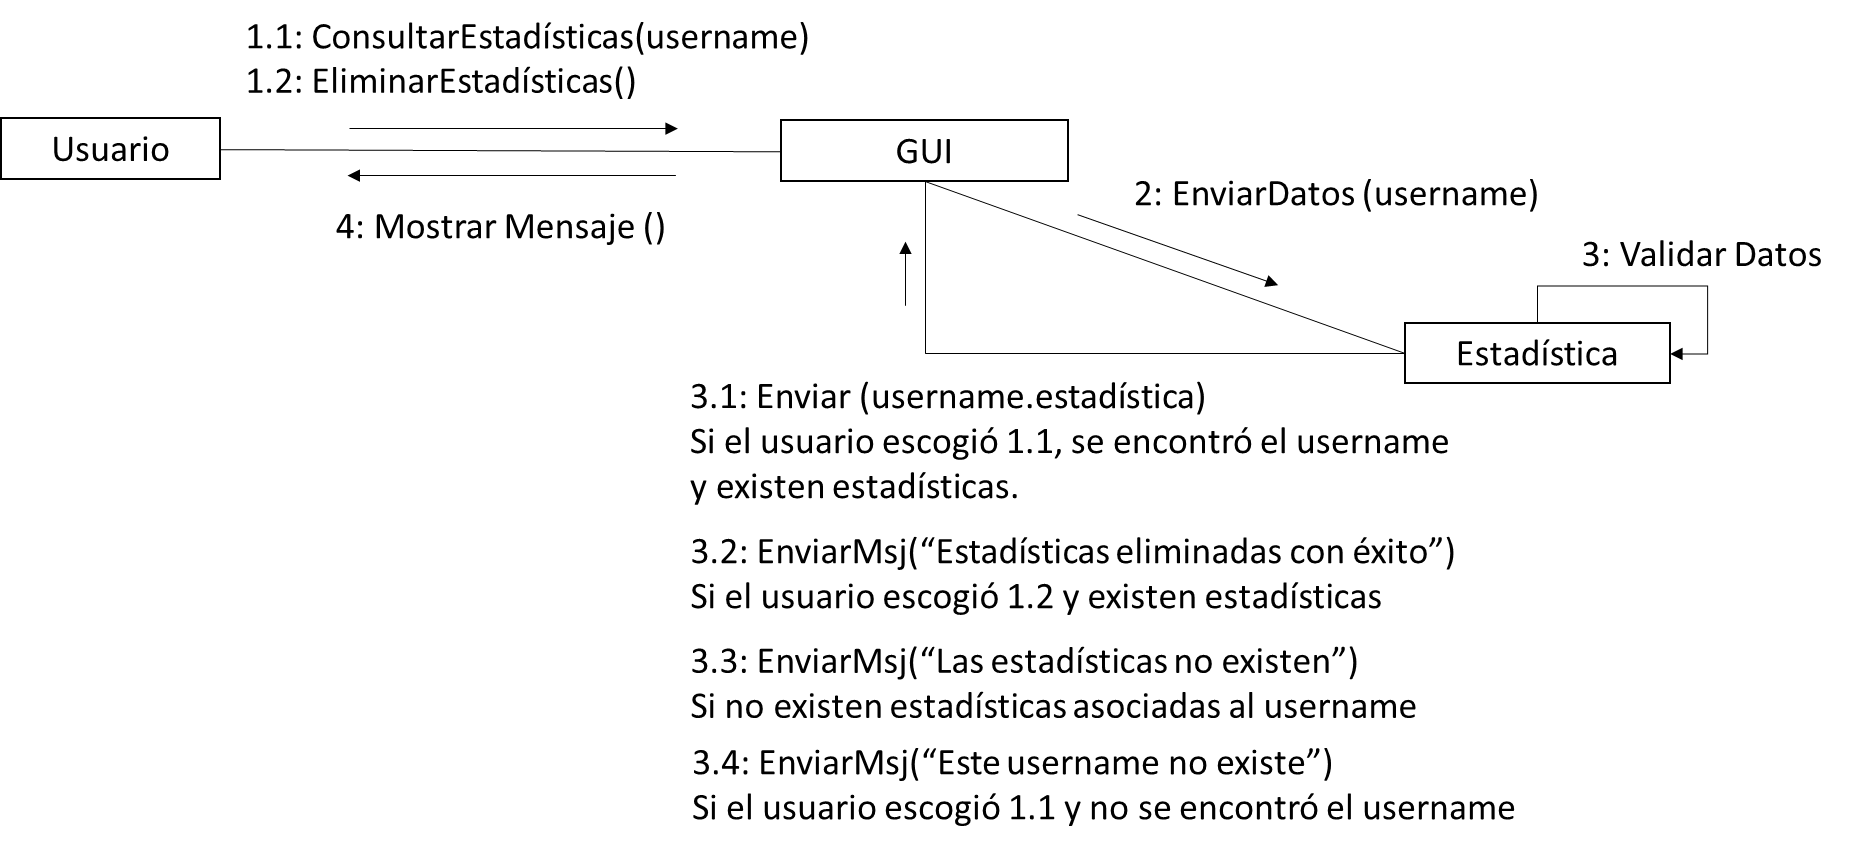 1.1: ConsultarEstadísticas(username)
1.2: EliminarEstadísticas()
Usuario
GUI
4: Mostrar Mensaje ()
2: EnviarDatos (username)
3: Validar Datos
Estadística
3.1: Enviar (username.estadística)
Si el usuario escogió 1.1, se encontró el username
y existen estadísticas.
3.2: EnviarMsj(“Estadísticas eliminadas con éxito”)
Si el usuario escogió 1.2 y existen estadísticas
3.3: EnviarMsj(“Las estadísticas no existen”)
Si no existen estadísticas asociadas al username
3.4: EnviarMsj(“Este username no existe”)
Si el usuario escogió 1.1 y no se encontró el username